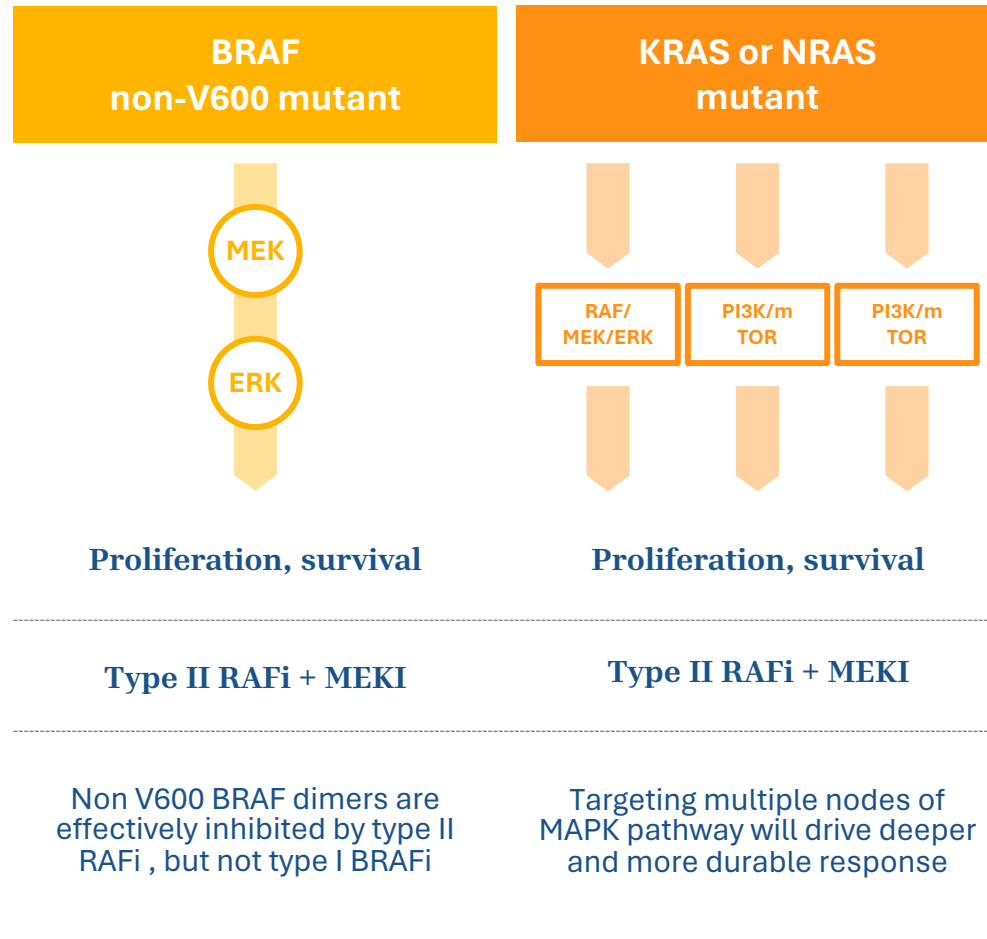 BRAF
non-V600 mutant
MEK
ERK
Proliferation, survival
Type II RAFi + MEKI
Non V600 BRAF dimers are
effectively inhibited by type II
RAFi , but not type I BRAFi
KRAS or NRAS
mutant
RAF/
MEK/ERK
PI3K/m
TOR
PI3K/m
TOR
Proliferation, survival
Type II RAFi + MEKI
Targeting multiple nodes of
MAPK pathway will drive deeper
and more durable response